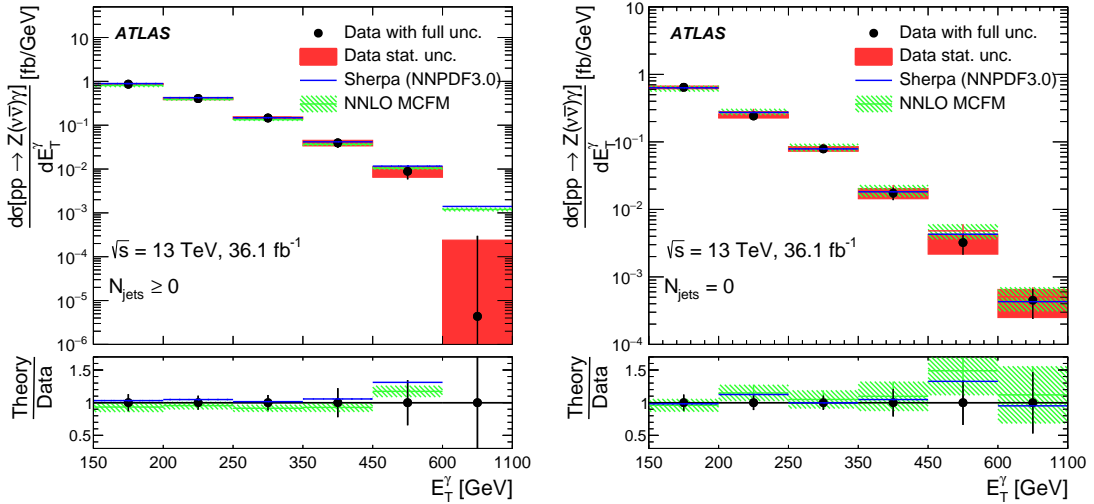 ATLAS
Data with full unc.
Data stat. unc.
Sherpa (NNPDF3.0)
NNLO MCFM
dσ[pp → Z(νν̄)γ] / dE_T^γ [fb/GeV]
10
1
10⁻¹
10⁻²
10⁻³
10⁻⁴
10⁻⁵
10⁻⁶
√s = 13 TeV, 36.1 fb⁻¹
N_jets ≥ 0
Theory
Data
1.5
1
0.5
150 200 250 300 350 450 600 1100
E_T^γ [GeV]
ATLAS
Data with full unc.
Data stat. unc.
Sherpa (NNPDF3.0)
NNLO MCFM
dσ[pp → Z(νν̄)γ] / dE_T^γ [fb/GeV]
10
1
10⁻¹
10⁻²
10⁻³
10⁻⁴
√s = 13 TeV, 36.1 fb⁻¹
N_jets = 0
Theory
Data
1.5
1
0.5
150 200 250 300 350 450 600 1100
E_T^γ [GeV]